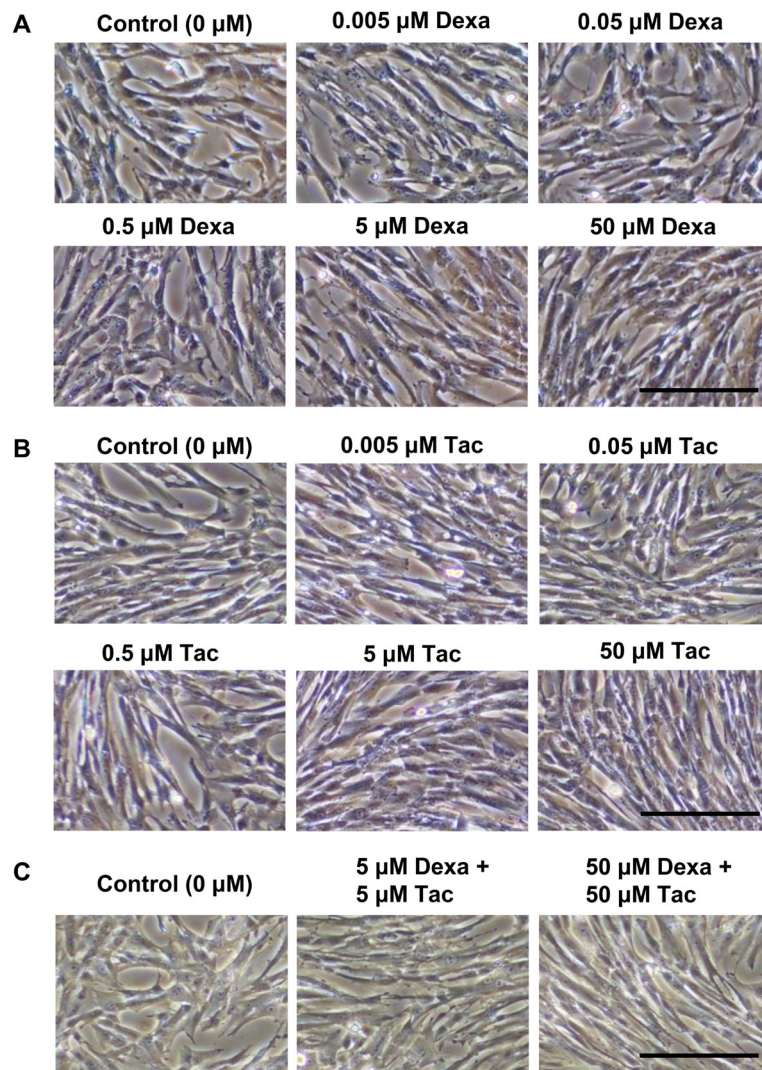 A
Control (0 µM)
0.005 µM Dexa
0.05 µM Dexa
0.5 µM Dexa
5 µM Dexa
50 µM Dexa
B
Control (0 µM)
0.005 µM Tac
0.05 µM Tac
0.5 µM Tac
5 µM Tac
50 µM Tac
C
Control (0 µM)
5 µM Dexa +
5 µM Tac
50 µM Dexa +
50 µM Tac